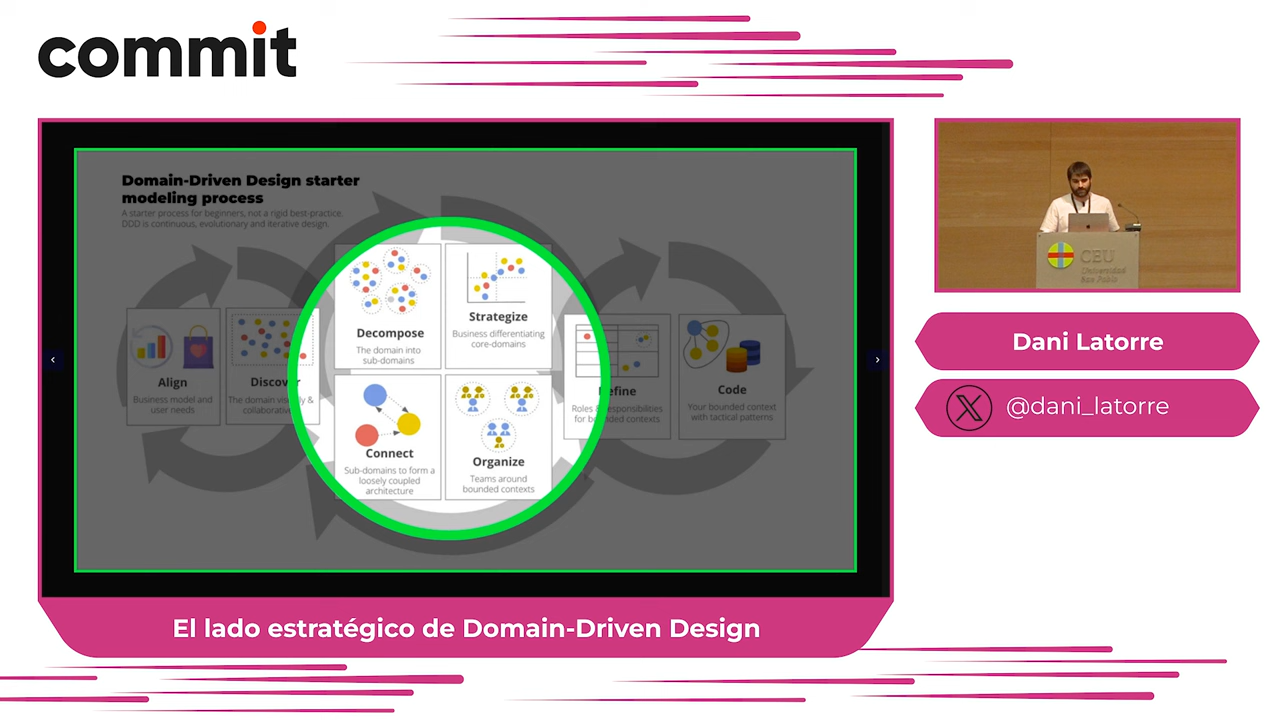 commit
Domain-Driven Design starter
modeling process
A starter process for beginners, not a rigid best-practice.
DDD is continuous, evolutionary and iterative design.
Align
Business model and
user needs
Discover
The domain visually &
collaboratively
Decompose
The domain into
sub-domains
Strategize
Business differentiating
core-domains
Connect
Sub-domains to form a
loosely coupled
architecture
Organize
Teams around
bounded contexts
Define
Roles & responsibilities
for bounded contexts
Code
Your bounded context
with tactical patterns
CEU
Universidad
San Pablo
Dani Latorre
@dani_latorre
El lado estratégico de Domain-Driven Design